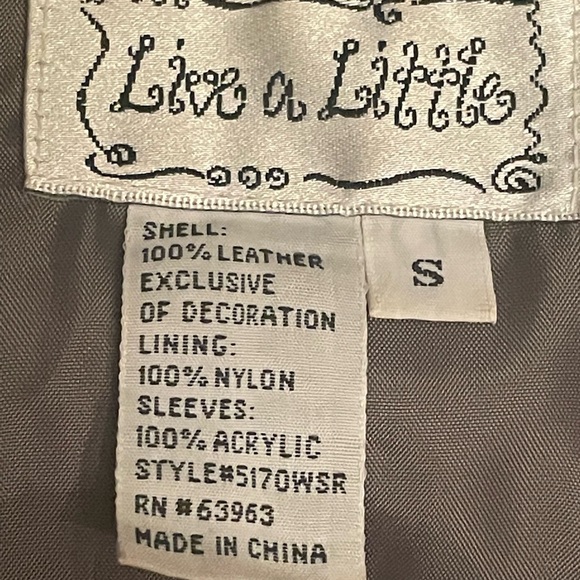 Live a Little
SHELL:
100% LEATHER
EXCLUSIVE
OF DECORATION
LINING:
100% NYLON
SLEEVES:
100% ACRYLIC
STYLE#5170WSR
RN #63963
MADE IN CHINA
S